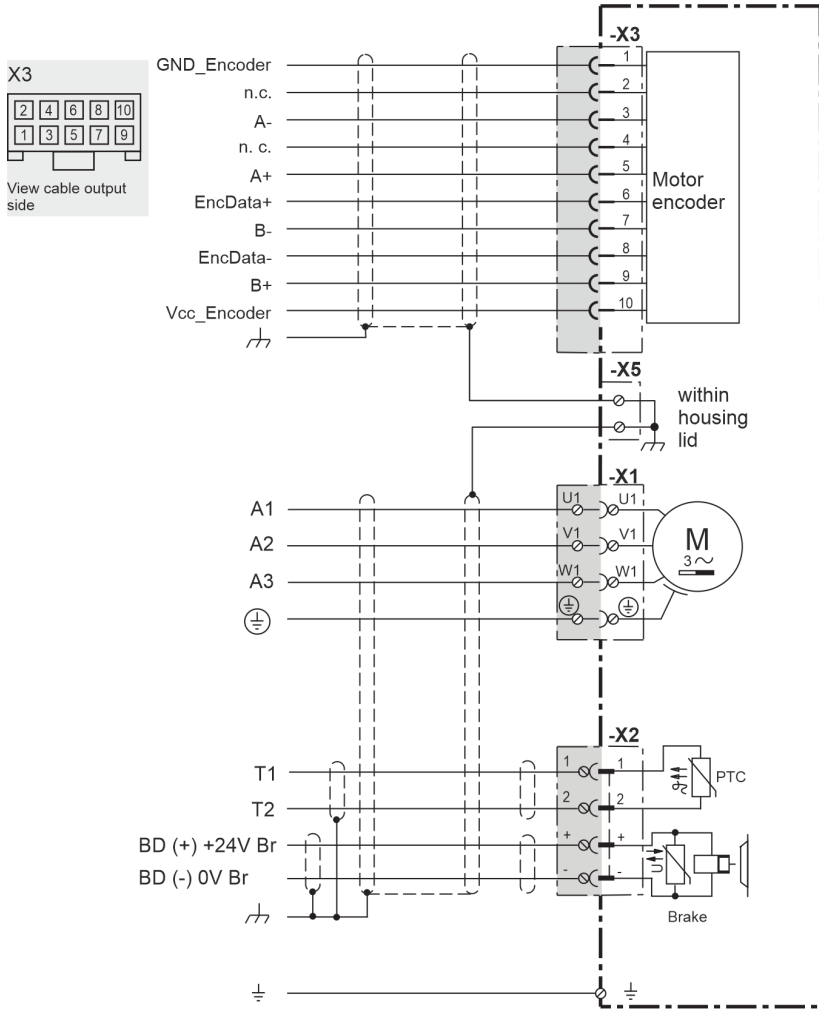 X3
2 4 6 8 10
1 3 5 7 9
View cable output
side
-X3
GND_Encoder 1
n.c. 2
A- 3
n. c. 4
A+ 5
EncData+ 6
B- 7
EncData- 8
B+ 9
Vcc_Encoder 10
Motor
encoder
-X5
within
housing
lid
-X1
A1 U1 U1
A2 V1 V1
A3 W1 W1
M
3~
-X2
T1 1 1
T2 2 2
PTC
ϑ
BD (+) +24V Br + +
BD (-) 0V Br - -
U
Brake